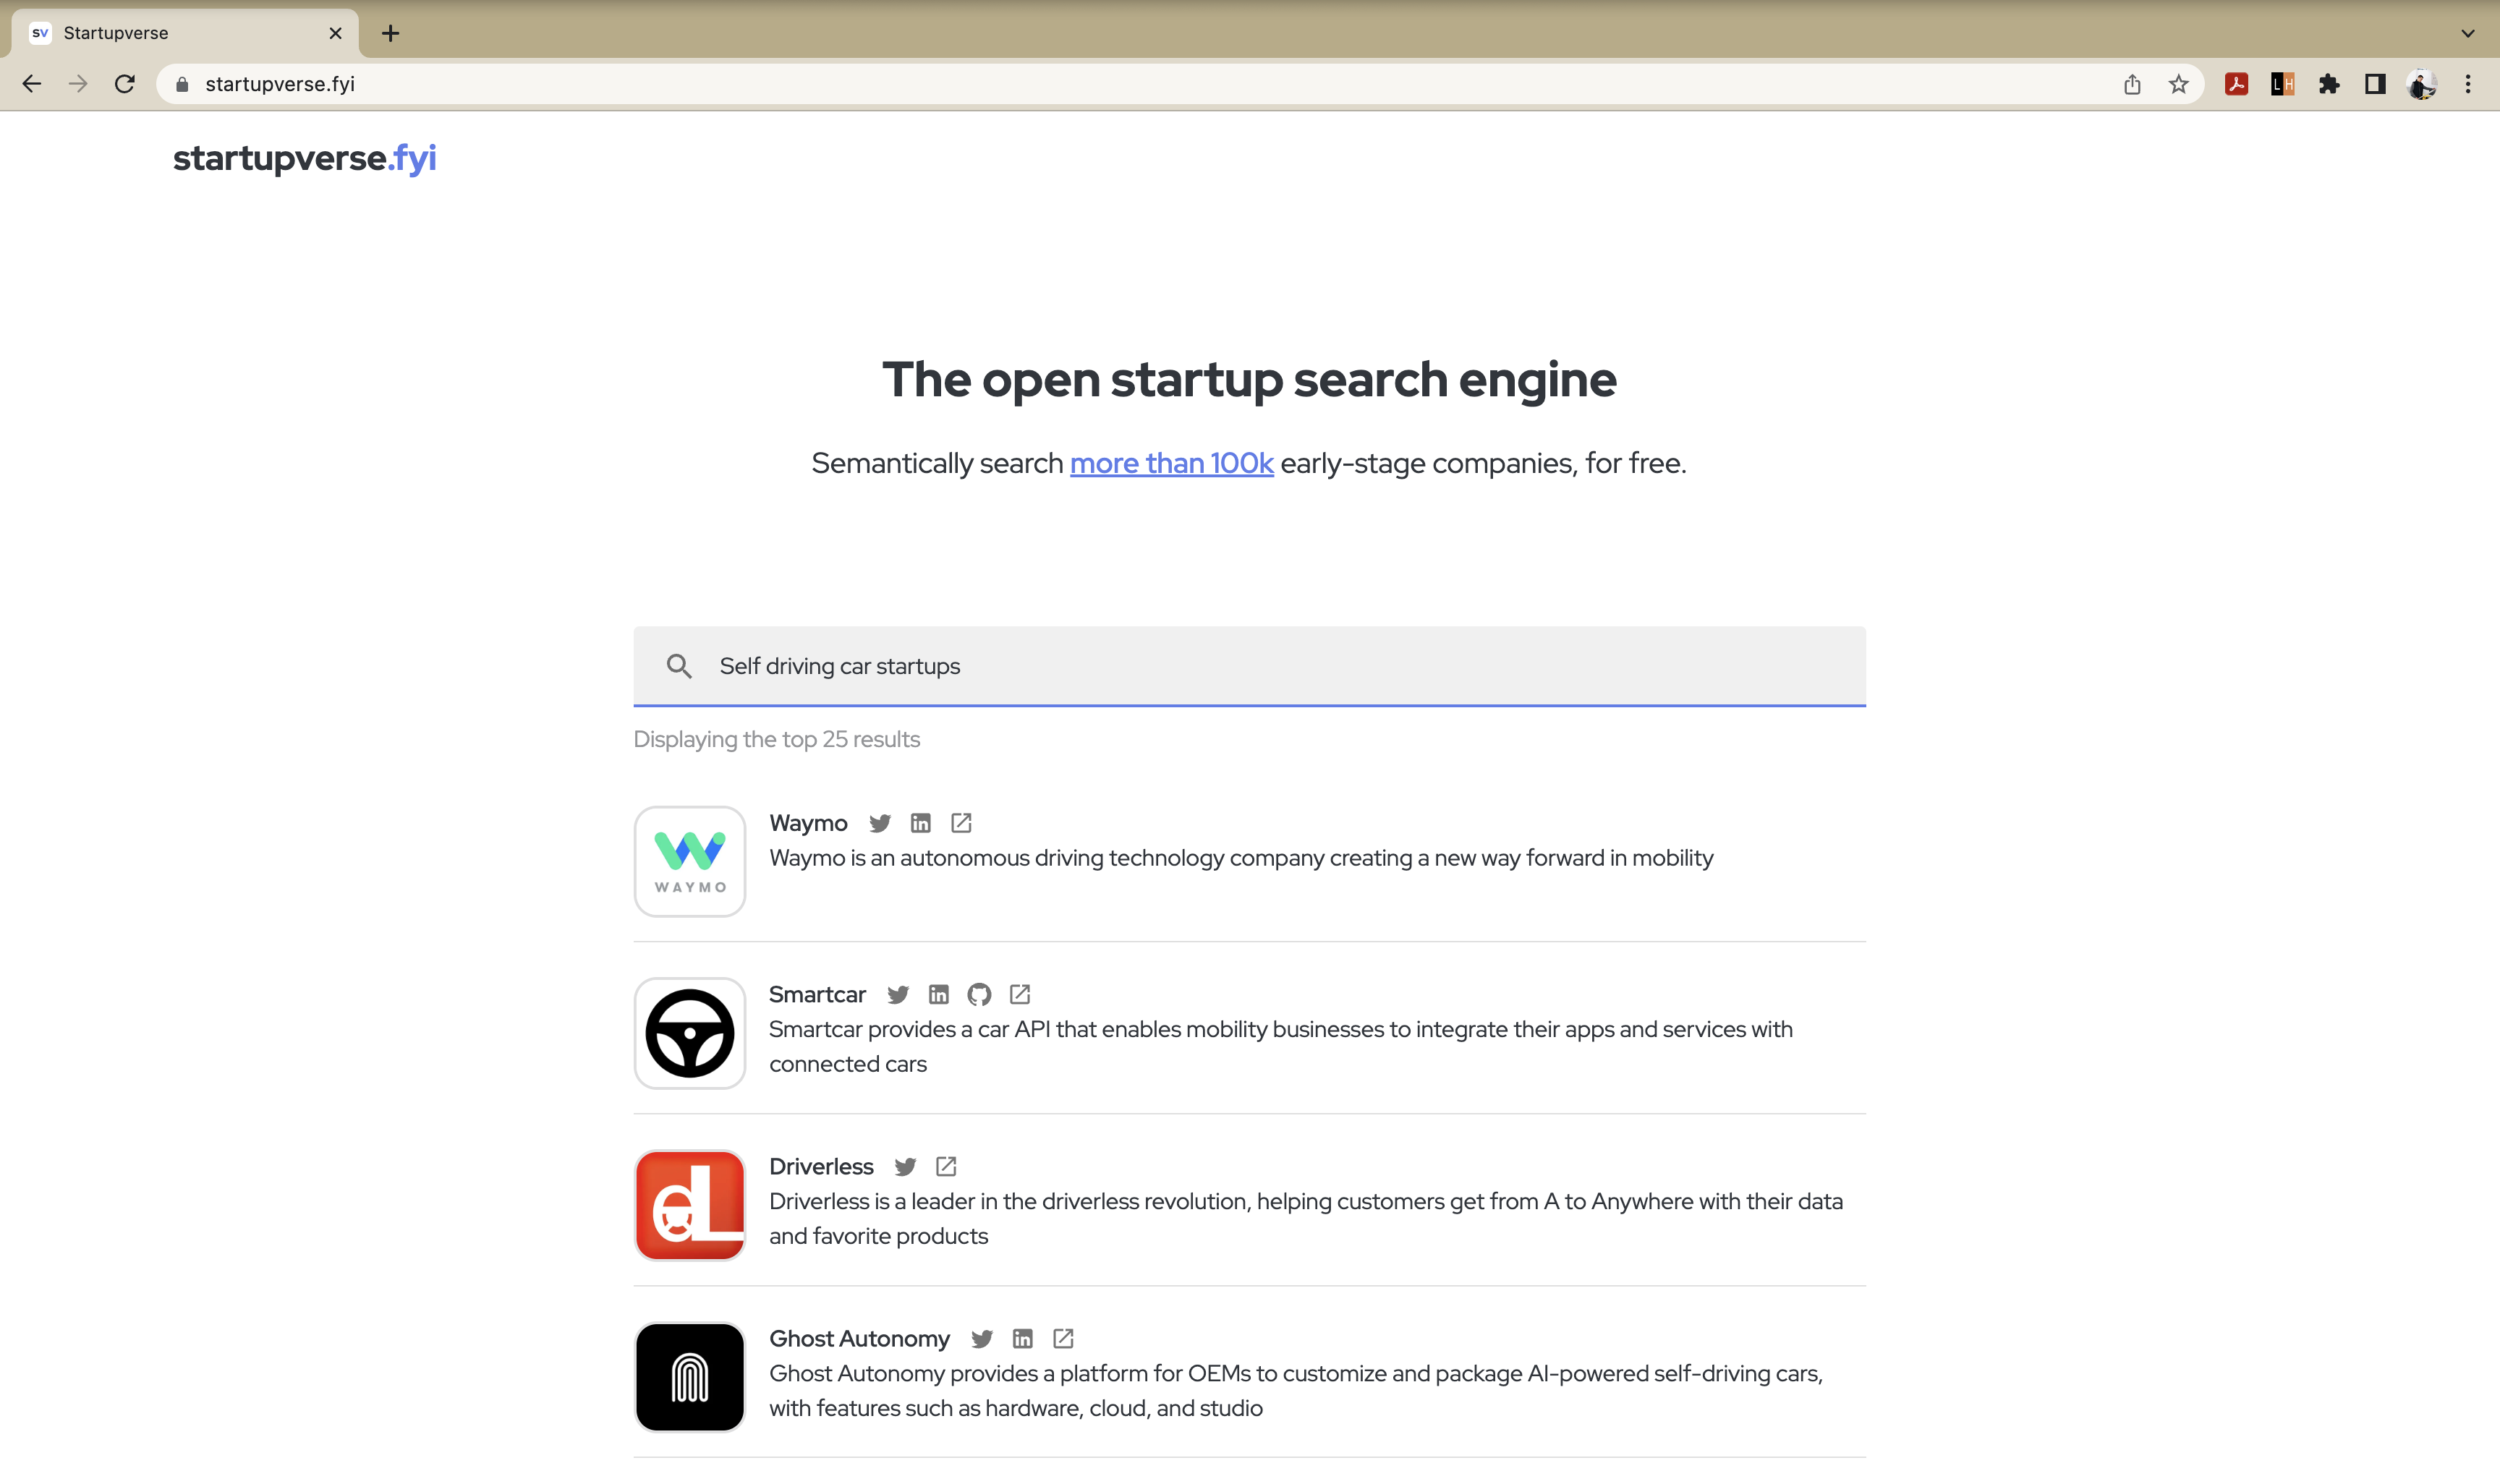 sv Startupverse
startupverse.fyi
LH
startupverse.fyi
The open startup search engine
Semantically search more than 100k early-stage companies, for free.
Self driving car startups
Displaying the top 25 results
Waymo in
Waymo is an autonomous driving technology company creating a new way forward in mobility
WAYMO
Smartcar in
Smartcar provides a car API that enables mobility businesses to integrate their apps and services with
connected cars
dL
Driverless
Driverless is a leader in the driverless revolution, helping customers get from A to Anywhere with their data
and favorite products
Ghost Autonomy in
Ghost Autonomy provides a platform for OEMs to customize and package AI-powered self-driving cars,
with features such as hardware, cloud, and studio